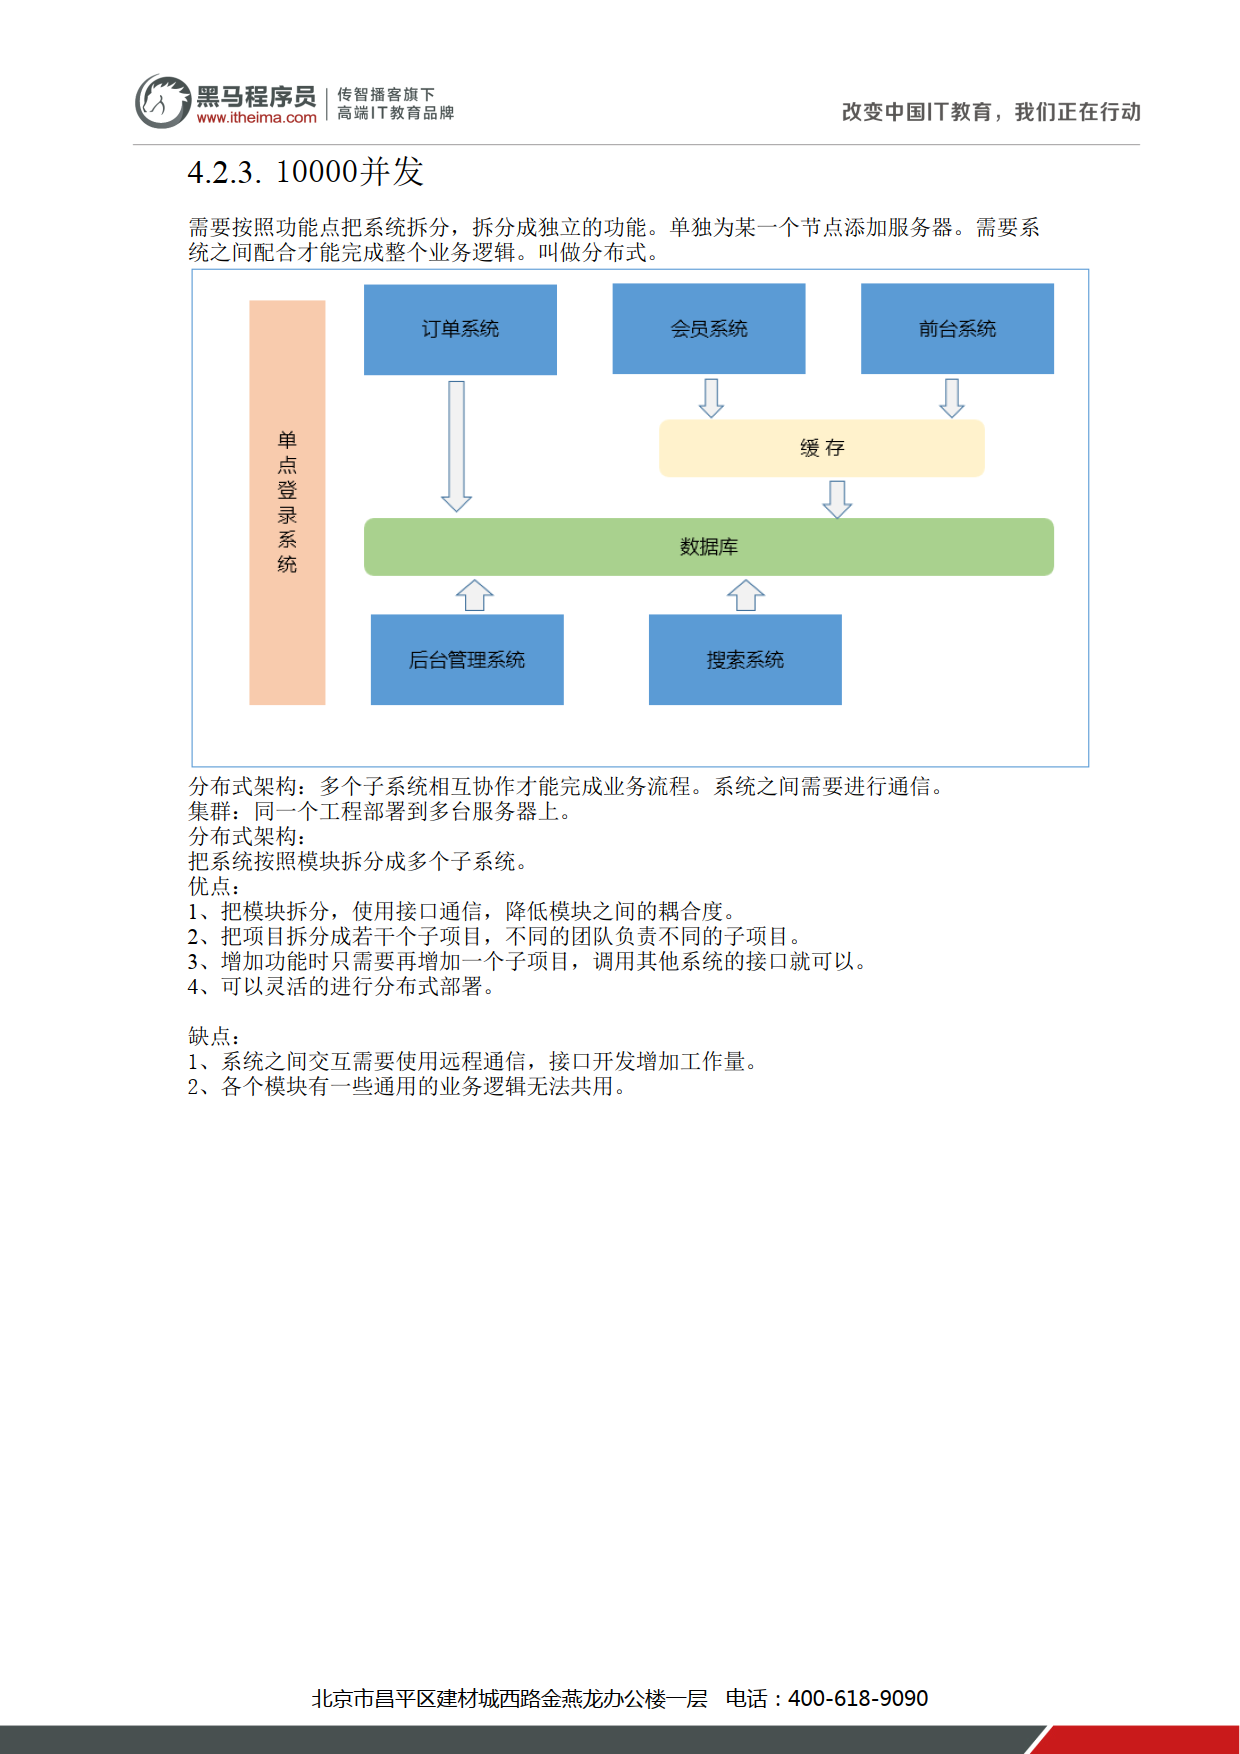 黑马程序员
www.itheima.com
传智播客旗下
高端IT教育品牌
改变中国IT教育，我们正在行动
4.2.3. 10000并发
需要按照功能点把系统拆分，拆分成独立的功能。单独为某一个节点添加服务器。需要系
统之间配合才能完成整个业务逻辑。叫做分布式。
单点登录系统
订单系统
会员系统
前台系统
缓 存
数据库
后台管理系统
搜索系统
分布式架构：多个子系统相互协作才能完成业务流程。系统之间需要进行通信。
集群：同一个工程部署到多台服务器上。
分布式架构：
把系统按照模块拆分成多个子系统。
优点：
1、把模块拆分，使用接口通信，降低模块之间的耦合度。
2、把项目拆分成若干个子项目，不同的团队负责不同的子项目。
3、增加功能时只需要再增加一个子项目，调用其他系统的接口就可以。
4、可以灵活的进行分布式部署。
缺点：
1、系统之间交互需要使用远程通信，接口开发增加工作量。
2、各个模块有一些通用的业务逻辑无法共用。
北京市昌平区建材城西路金燕龙办公楼一层 电话：400-618-9090